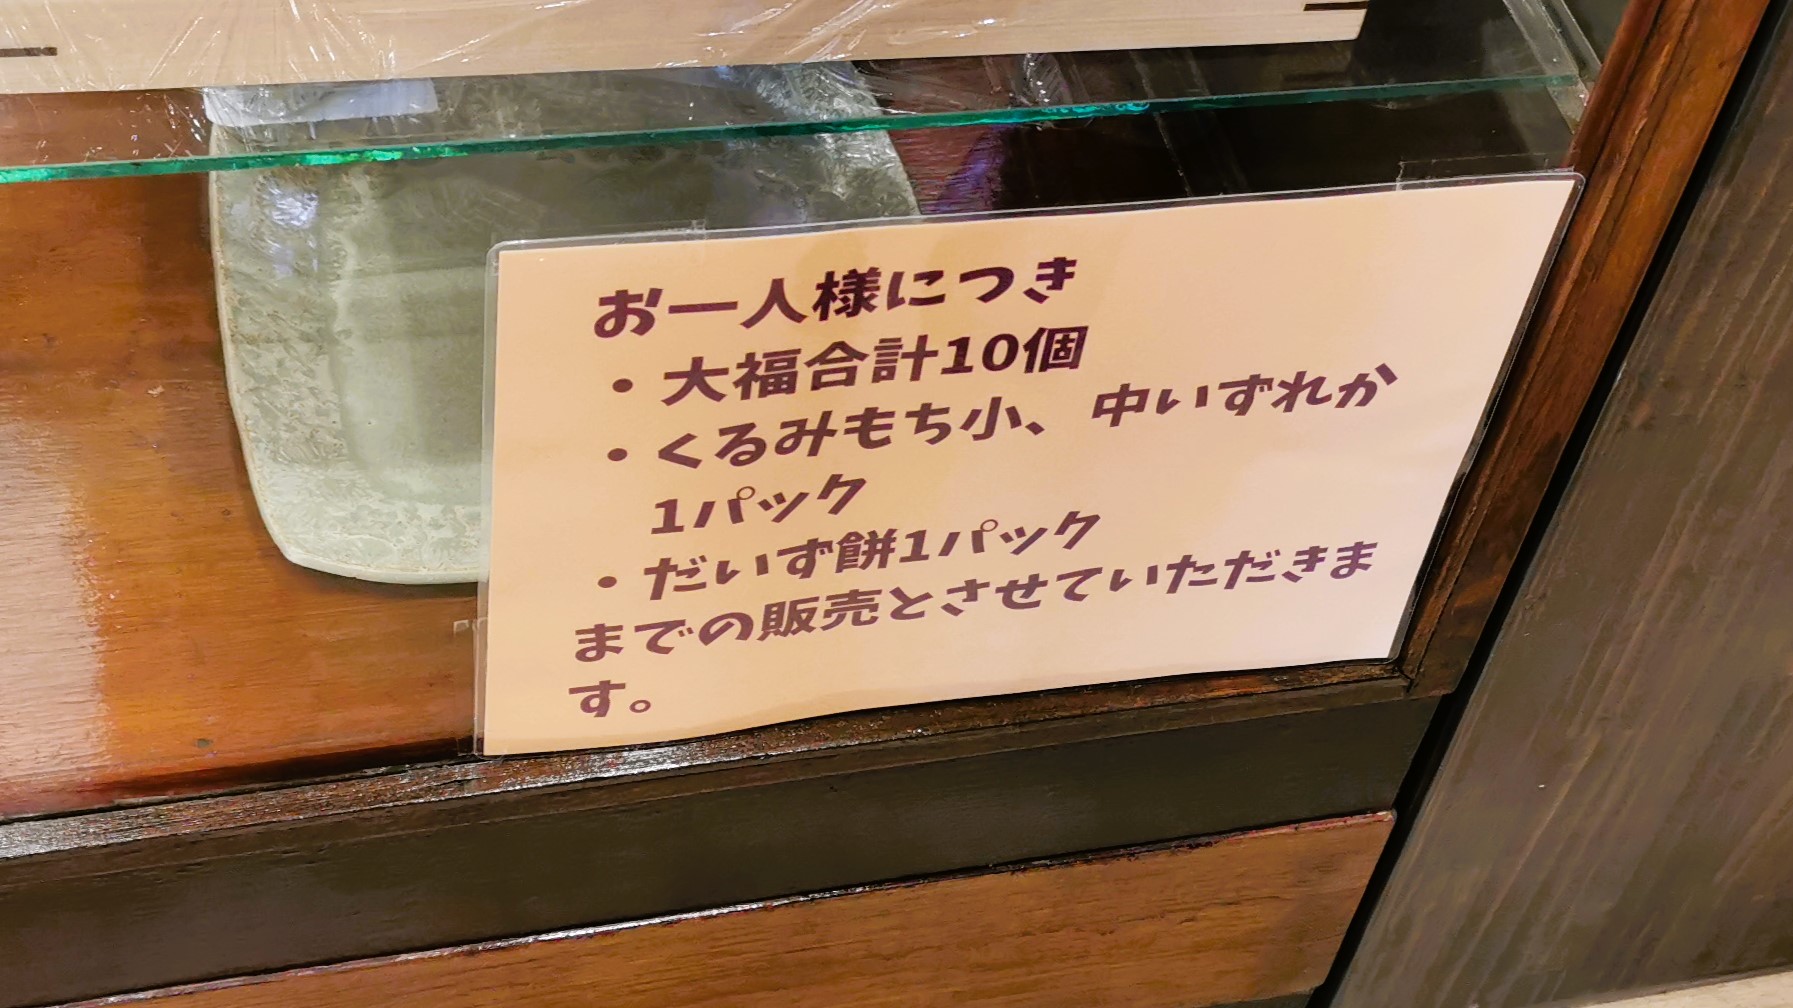 お一人様につき
・大福合計10個
・くるみもち小、中いずれか
1パック
・だいず餅1パック
までの販売とさせていただきま
す。